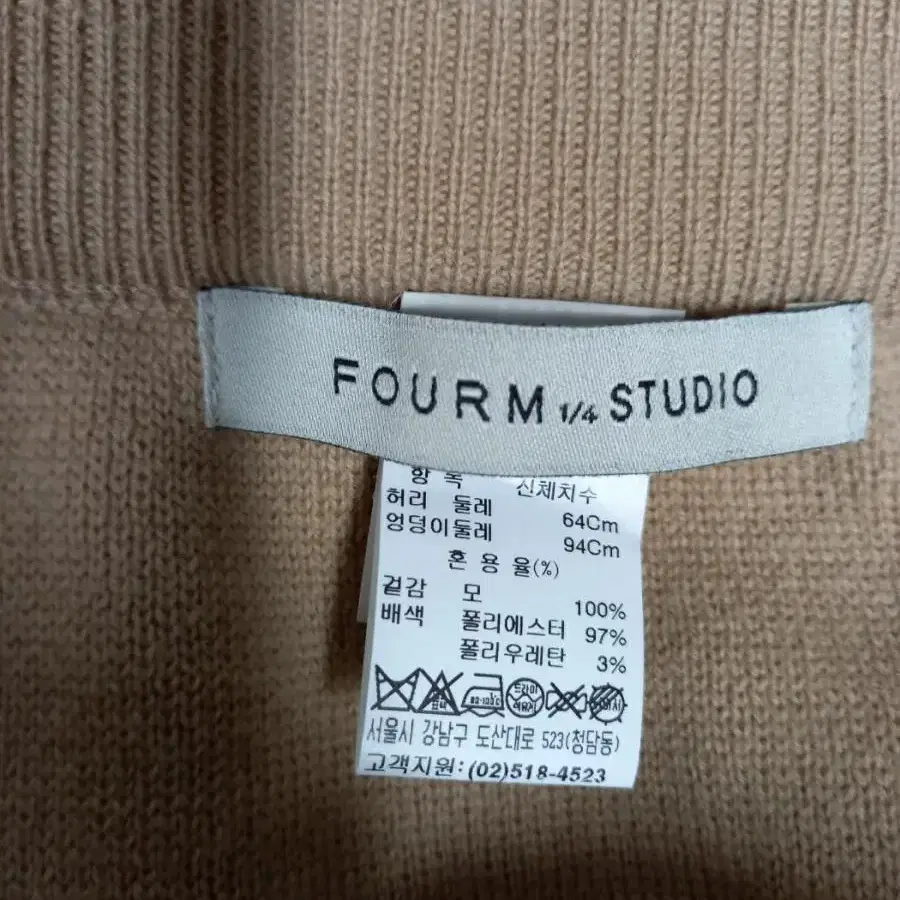 FOURM 1/4 STUDIO
항 목 신체치수
허리 둘레 64Cm
엉덩이둘레 94Cm
혼 용 율(%)
겉감 모 100%
배색 폴리에스터 97%
폴리우레탄 3%
드라이
서울시 강남구 도산대로 523(청담동)
고객지원: (02)518-4523